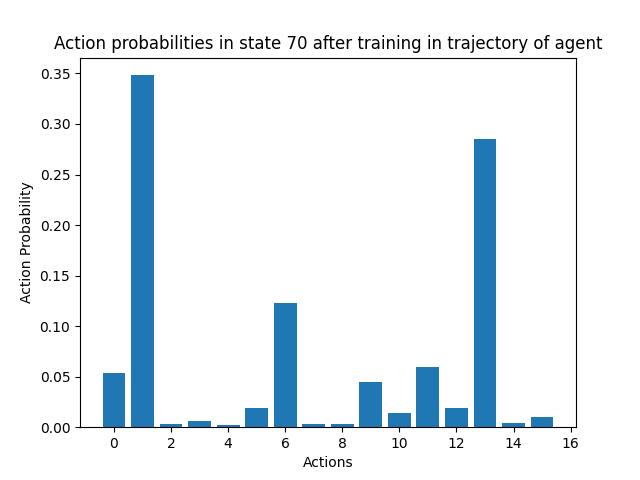 Action probabilities in state 70 after training in trajectory of agent
0.35
0.30
0.25
0.20
0.15
0.10
0.05
0.00
Action Probability
0 2 4 6 8 10 12 14 16
Actions